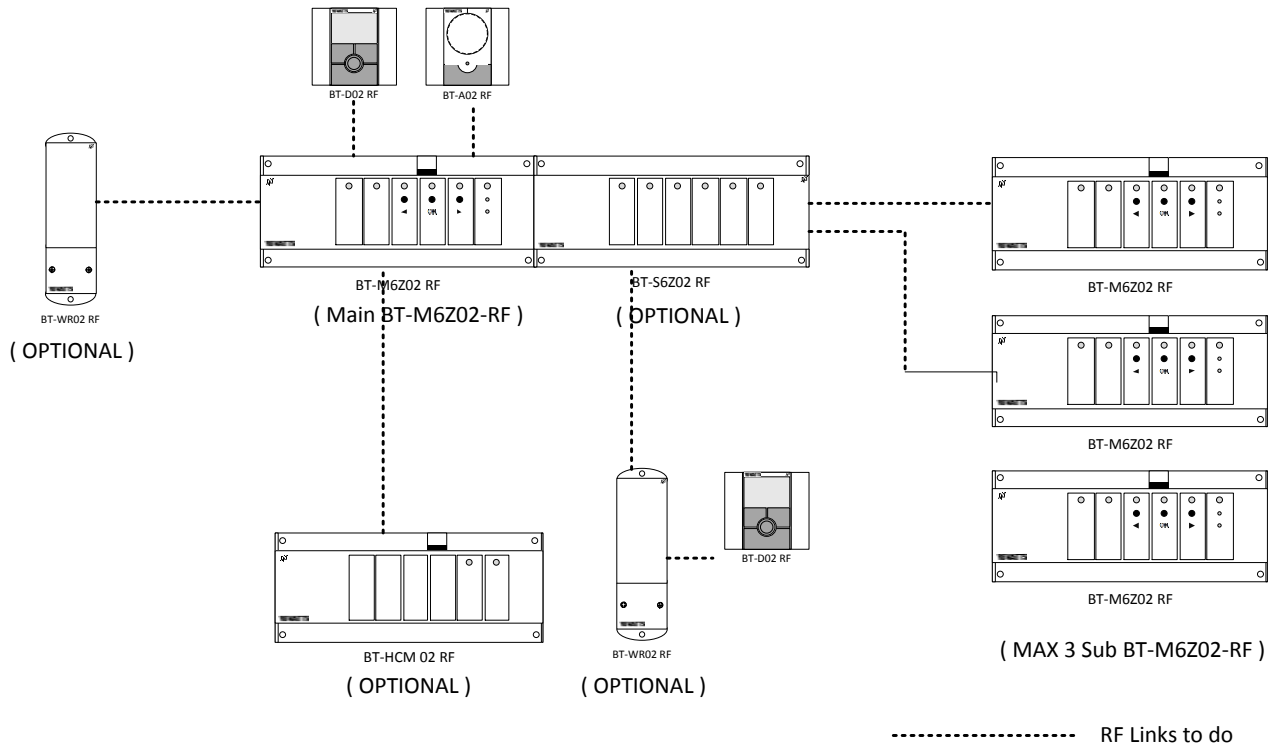 BT-D02 RF
BT-A02 RF
BT-WR02 RF
( OPTIONAL )
BT-M6Z02 RF
( Main BT-M6Z02-RF )
BT-S6Z02 RF
( OPTIONAL )
BT-M6Z02 RF
BT-M6Z02 RF
BT-M6Z02 RF
( MAX 3 Sub BT-M6Z02-RF )
BT-HCM 02 RF
( OPTIONAL )
BT-WR02 RF
( OPTIONAL )
BT-D02 RF
RF Links to do